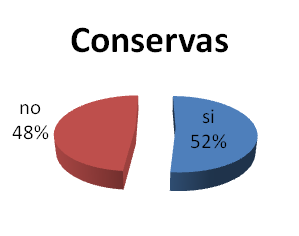 Conservas
no
48%
si
52%